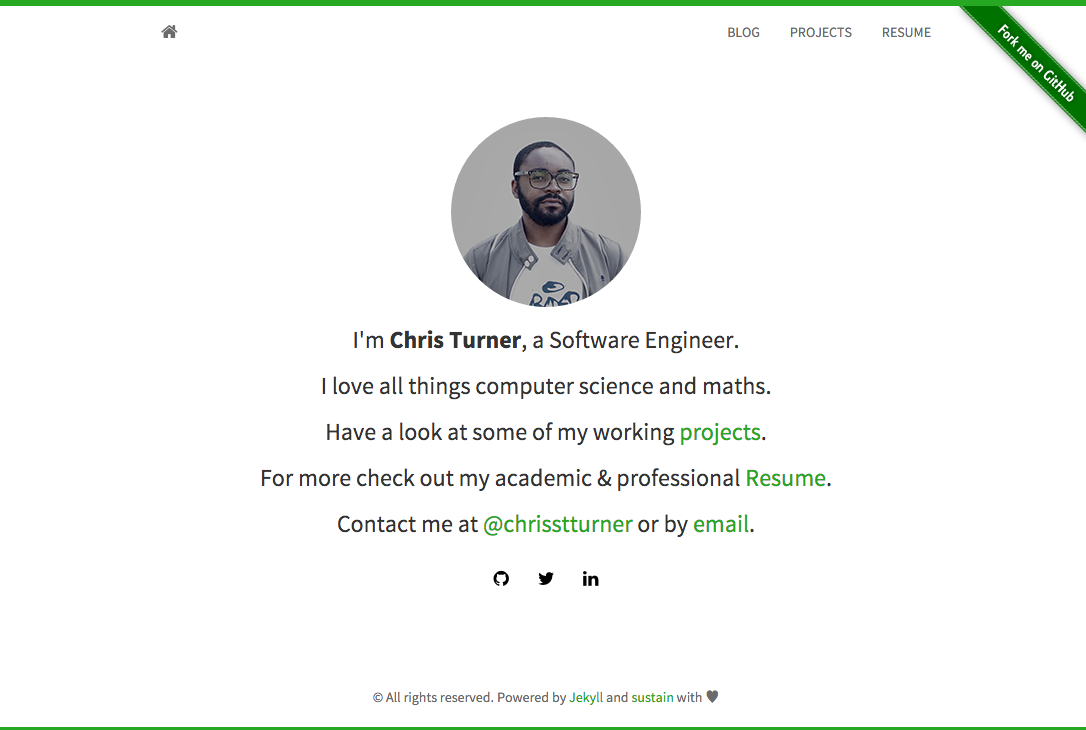 BLOG PROJECTS RESUME
Fork me on GitHub
I'm Chris Turner, a Software Engineer.
I love all things computer science and maths.
Have a look at some of my working projects.
For more check out my academic & professional Resume.
Contact me at @chrisstturner or by email.
© All rights reserved. Powered by Jekyll and sustain with ♥